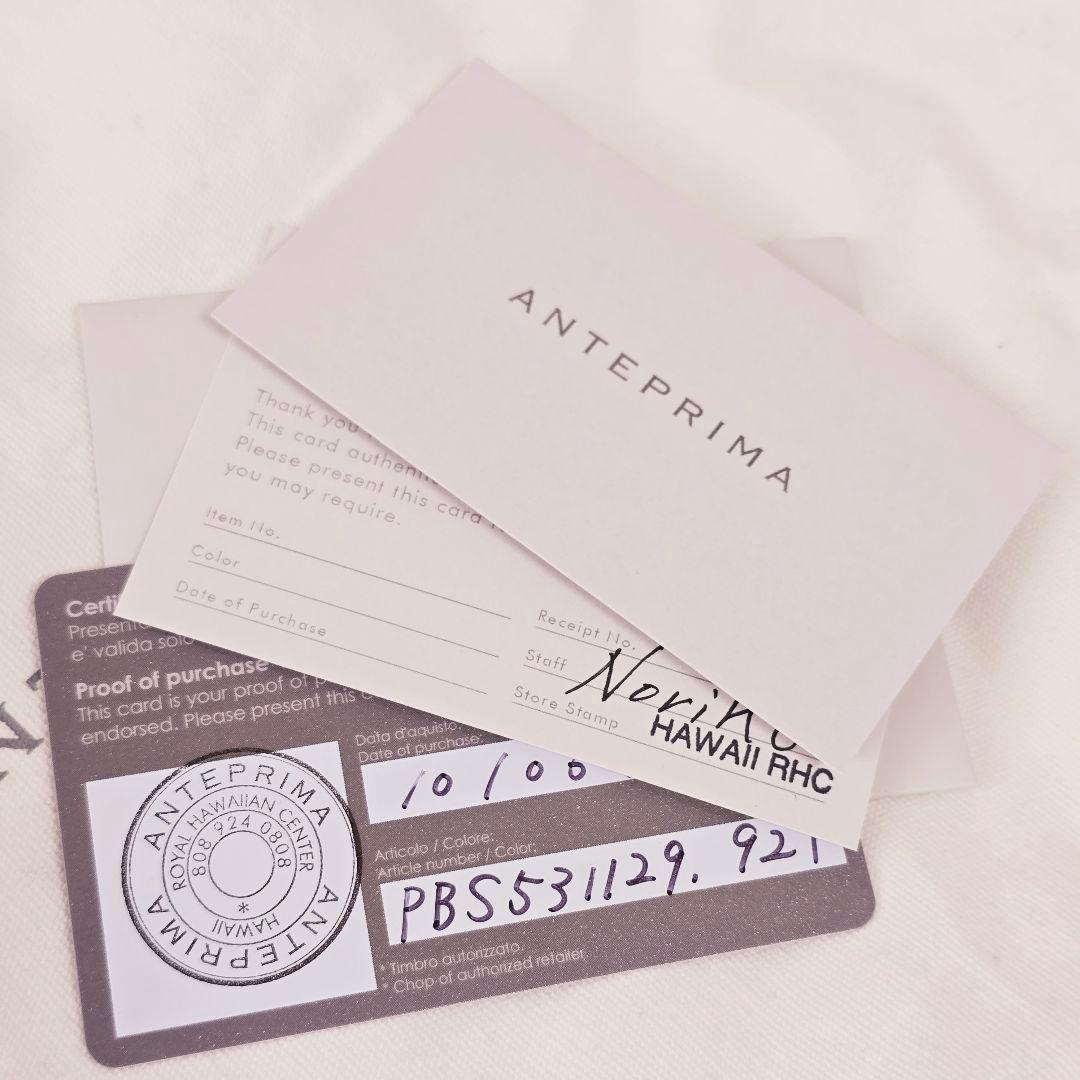 ANTEPRIMA
Thank you
This card
Please present this card
you may require.
Item No.
Color
Date of Purchase
Receipt No.
Staff
Store Stamp HAWAII RHC
Present
e' valida solo
Proof of purchase
This card is your proof of
endorsed. Please present this
Data d'aquisto:
Date of purchase:
10 / 00
Articolo / Colore:
Article number / Color:
PBS531129. 921
* Timbro autorizzato.
* Chop of authorized retailer.
ANTEPRIMA
ROYAL HAWAIIAN CENTER
808 924 0808
*
HAWAII
ANTEPRIMA